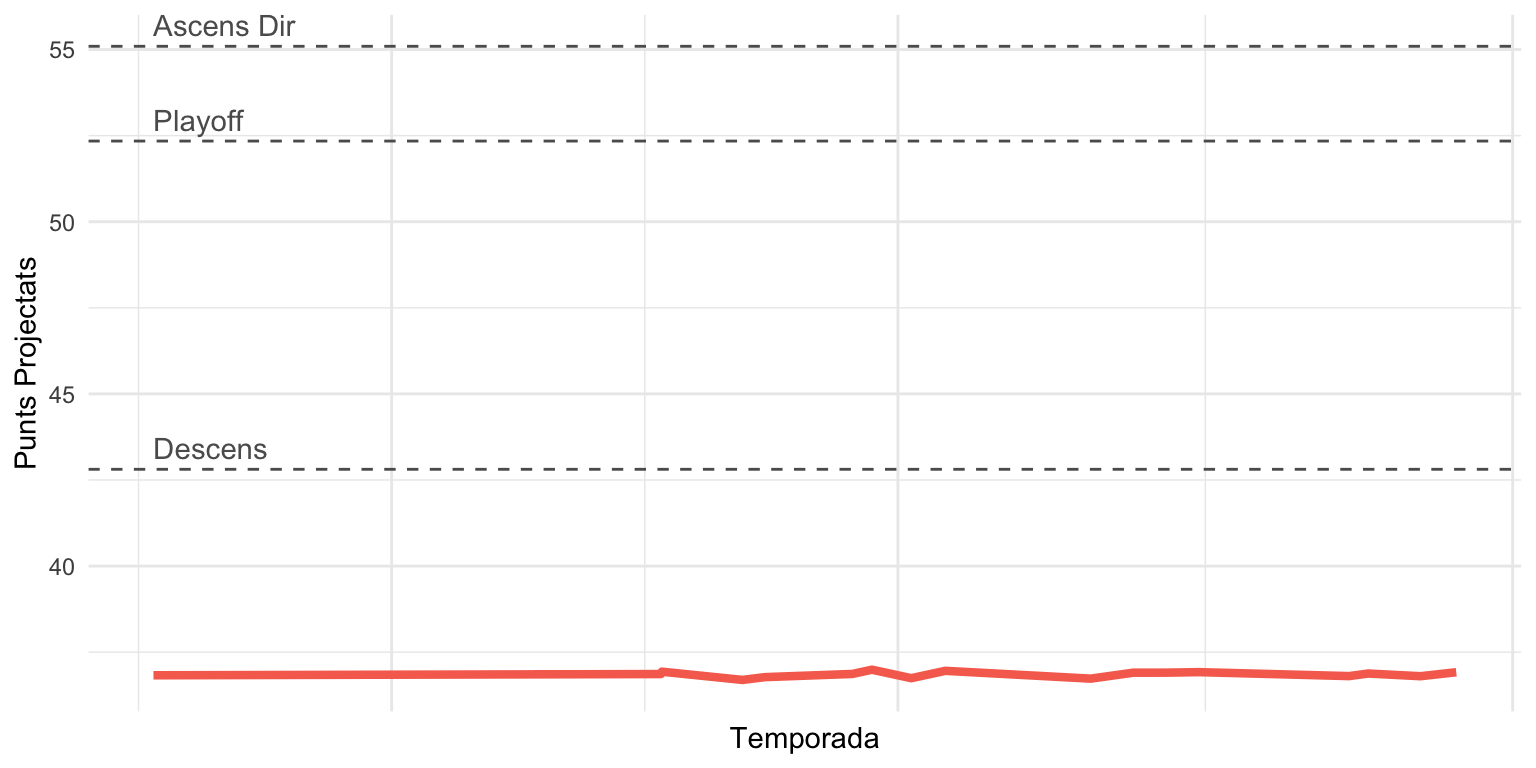 Ascens Dir
55
Playoff
50
45
Descens
40
Punts Projectats
Temporada